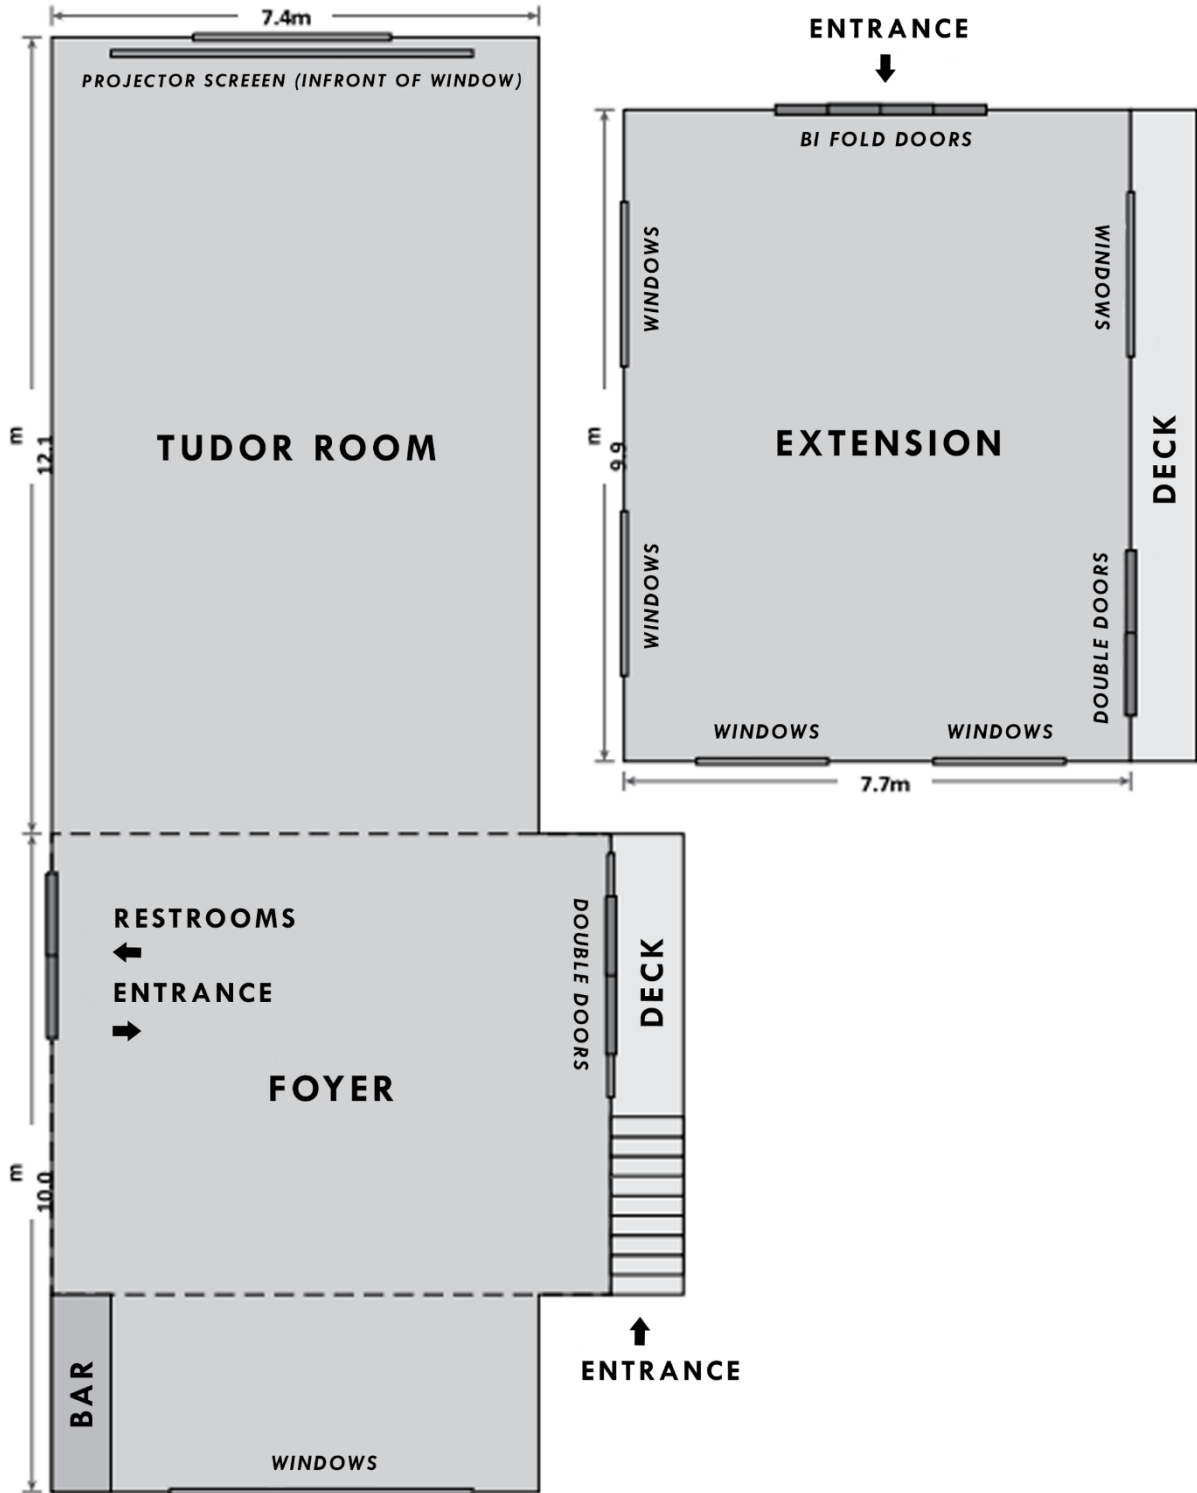 7.4m
PROJECTOR SCREEEN (INFRONT OF WINDOW)
TUDOR ROOM
12.1
m
ENTRANCE
BI FOLD DOORS
WINDOWS
WINDOWS
EXTENSION
DECK
9.9
m
WINDOWS
DOUBLE DOORS
WINDOWS
WINDOWS
7.7m
RESTROOMS
ENTRANCE
FOYER
DOUBLE DOORS
DECK
10.0
m
ENTRANCE
BAR
WINDOWS